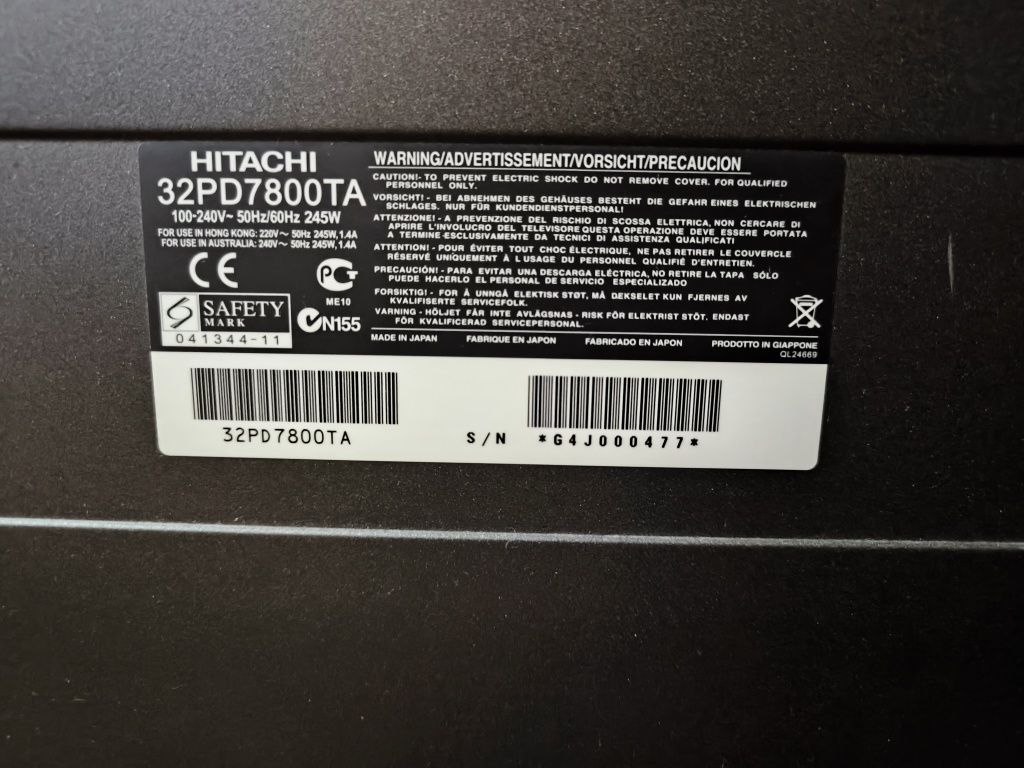 HITACHI
32PD7800TA
100-240V~ 50Hz/60Hz 245W
FOR USE IN HONG KONG: 220V~ 50Hz 245W,1.4A
FOR USE IN AUSTRALIA: 240V~ 50Hz 245W,1.4A
CE
PCT
ME10
SAFETY
MARK
041344-11
N155
WARNING/ADVERTISSEMENT/VORSICHT/PRECAUCION
CAUTION!- TO PREVENT ELECTRIC SHOCK DO NOT REMOVE COVER. FOR QUALIFIED
PERSONNEL ONLY.
VORSICHT! - BEI ABNEHMEN DES GEHÄUSES BESTEHT DIE GEFAHR EINES ELEKTRISCHEN
SCHLAGES. NUR FÜR KUNDENDIENSTPERSONAL!
ATTENZIONE! - A PREVENZIONE DEL RISCHIO DI SCOSSA ELETTRICA, NON CERCARE DI
APRIRE L'INVOLUCRO DEL TELEVISORE QUESTA OPERAZIONE DEVE ESSERE PORTATA
A TERMINE ESCLUSIVAMENTE DA TECNICI DI ASSISTENZA QUALIFICATI
ATTENTION! - POUR ÉVITER TOUT CHOC ÉLECTRIQUE, NE PAS RETIRER LE COUVERCLE
RÉSERVÉ UNIQUEMENT À L USAGE DU PERSONNEL QUALIFIÉ D'ENTRETIEN.
PRECAUCIÓN! - PARA EVITAR UNA DESCARGA ELÉCTRICA, NO RETIRE LA TAPA SÓLO
PUEDE HACERLO EL PERSONAL DE SERVICIO ESPECIALIZADO
FORSIKTIG! - FOR Å UNNGÅ ELEKTISK STØT, MÅ DEKSELET KUN FJERNES AV
KVALIFISERTE SERVICEFOLK.
VARNING - HÖLJET FÅR INTE AVLÄGSNAS - RISK FÖR ELEKTRIST STÖT. ENDAST
FÖR KVALIFICERAD SERVICEPERSONAL.
MADE IN JAPAN FABRIQUE EN JAPON FABRICADO EN JAPON PRODOTTO IN GIAPPONE
QL24669
32PD7800TA
S/N *G4J000477*